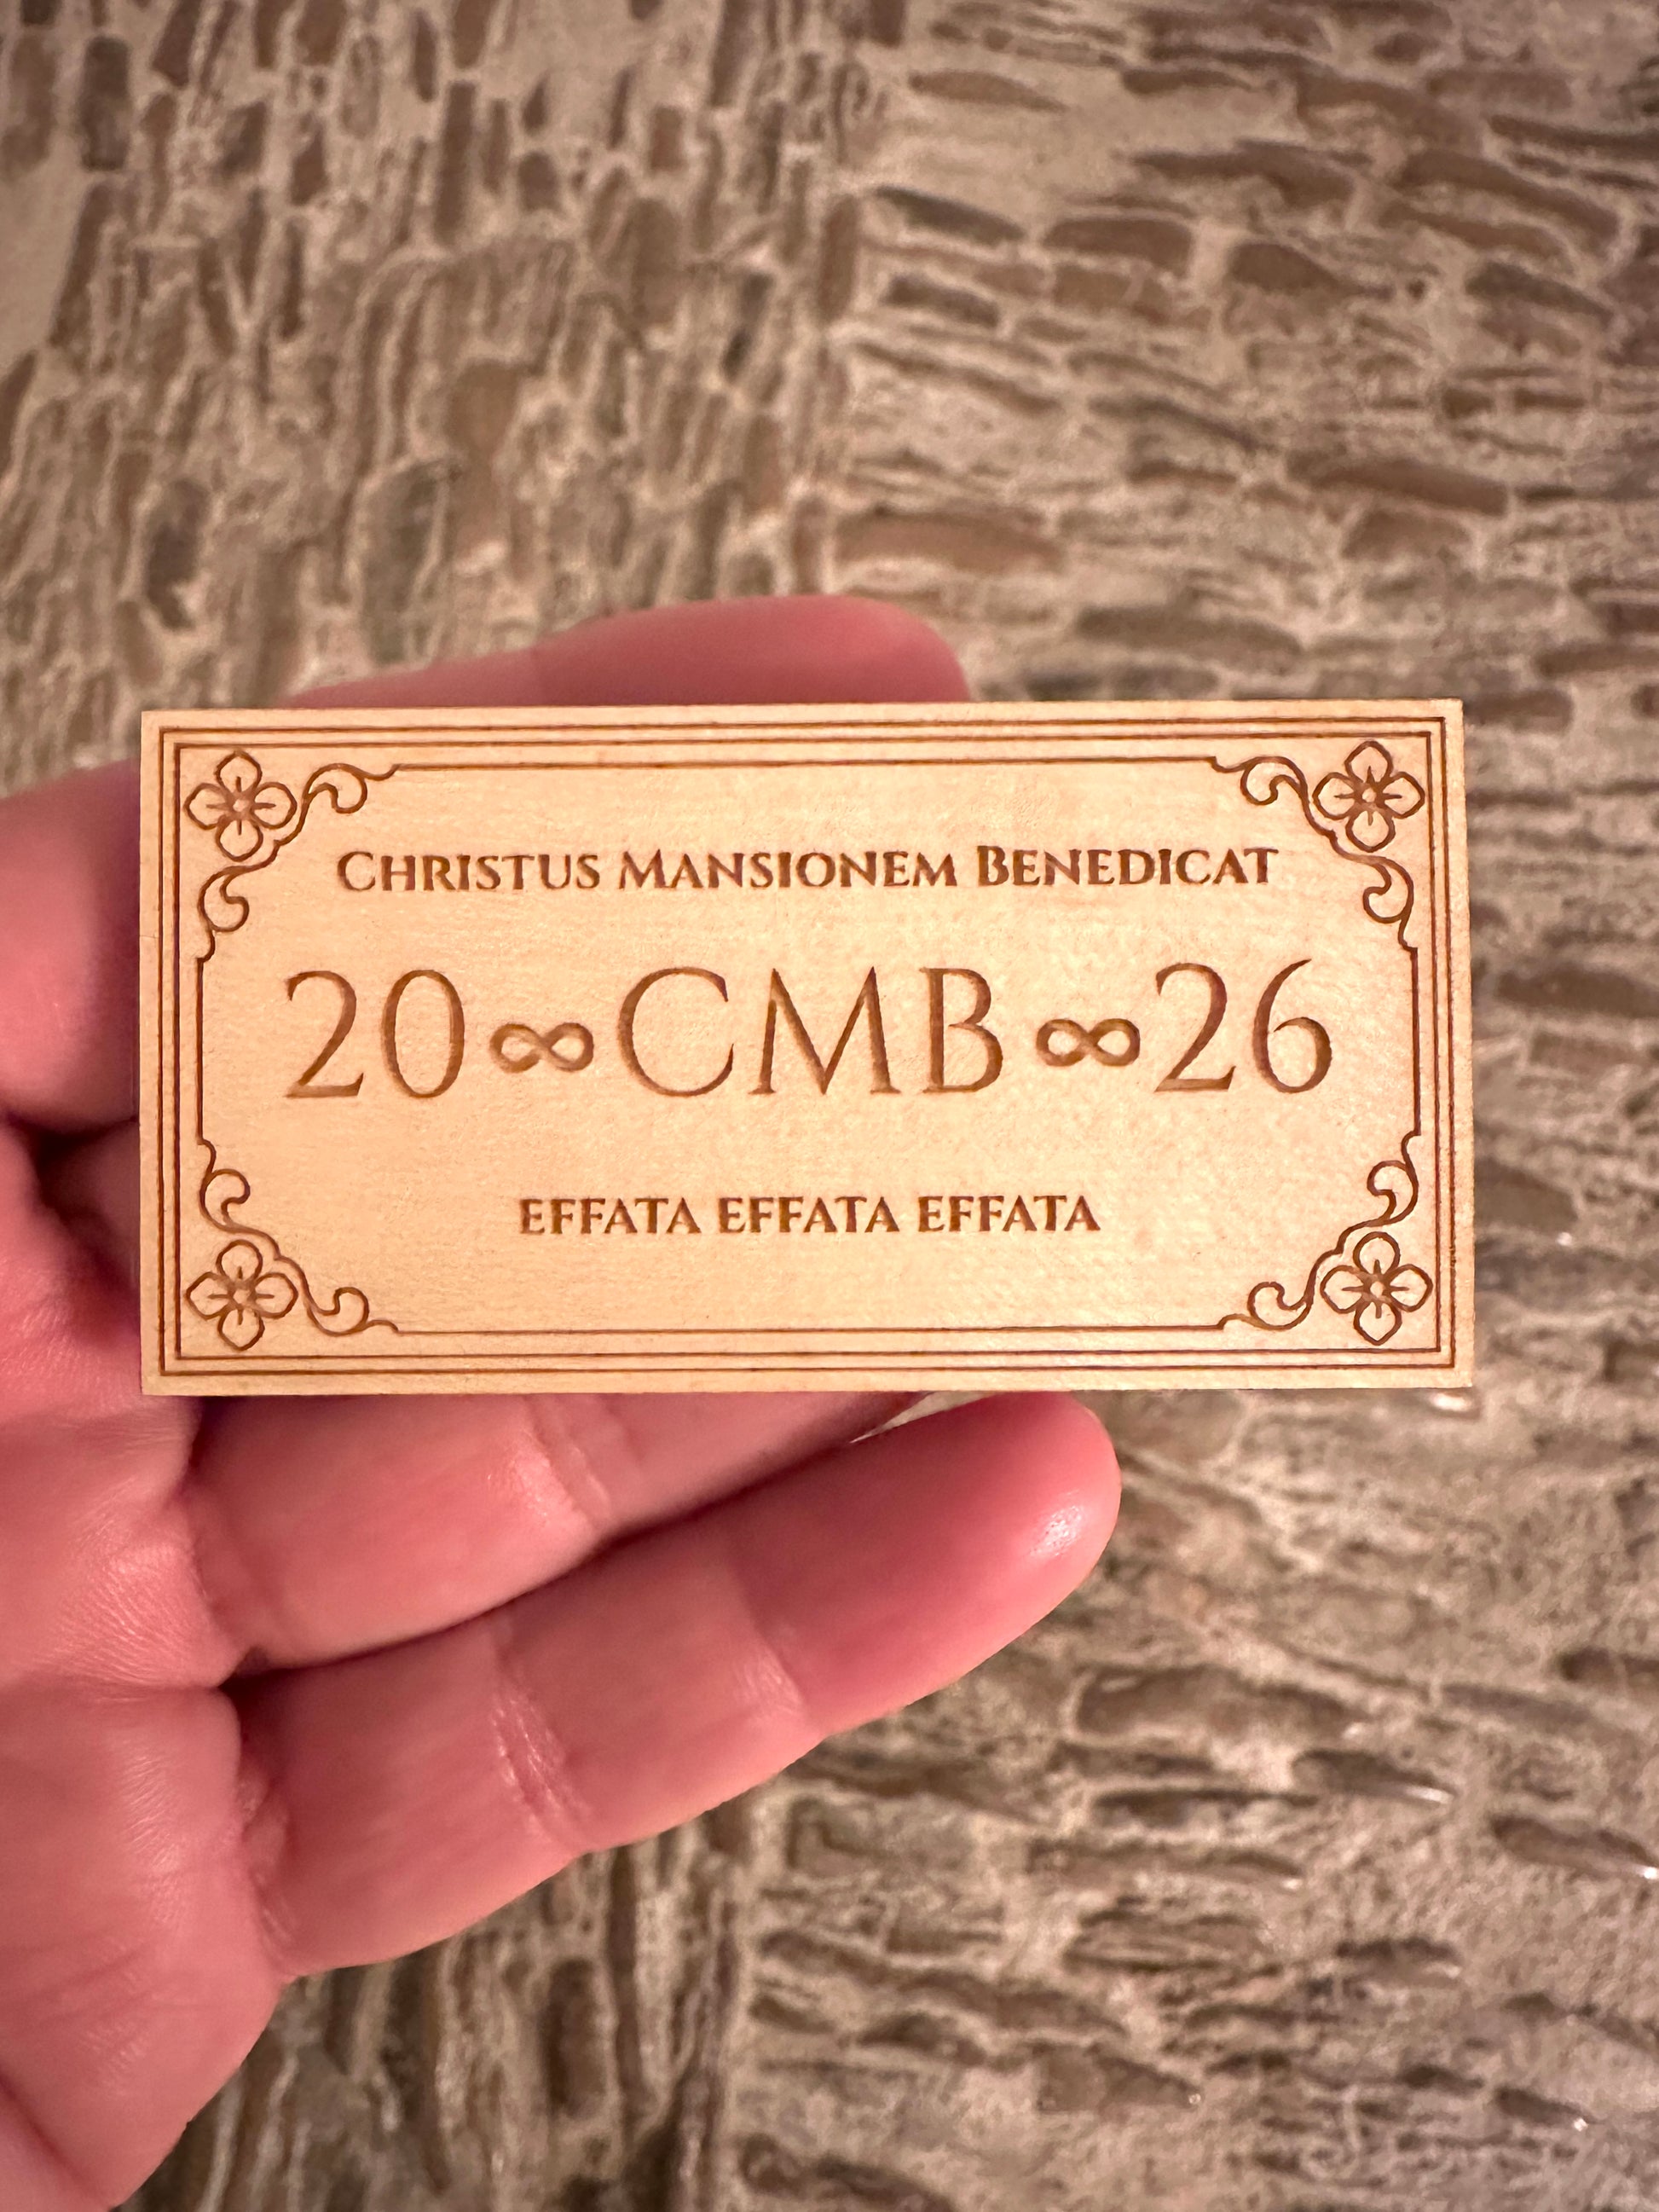 Christus Mansionem Benedicat
20∞CMB∞26
EFFATA EFFATA EFFATA